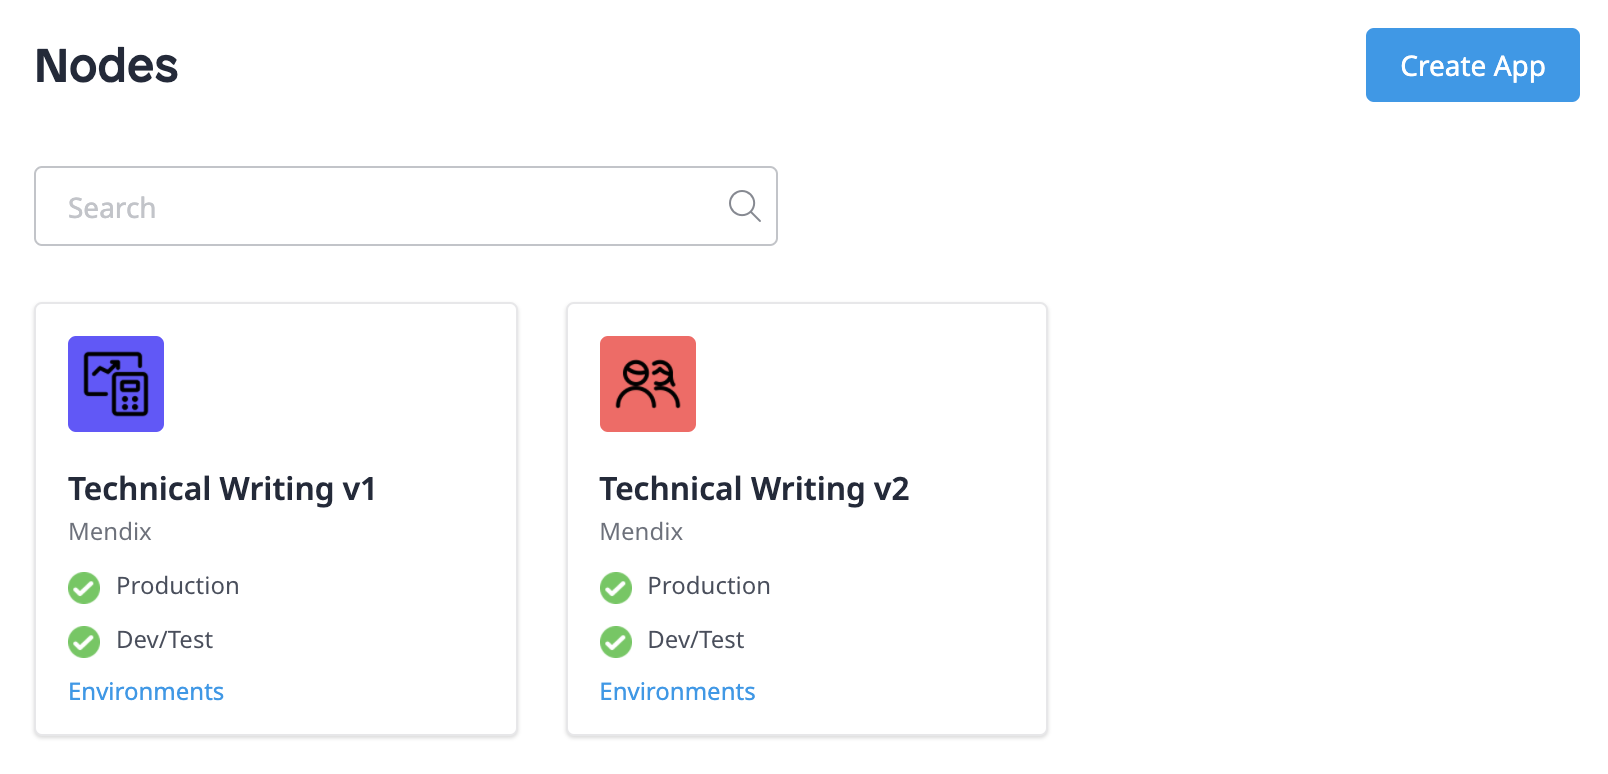 Nodes
Create App
Search
Technical Writing v1
Mendix
Production
Dev/Test
Environments
Technical Writing v2
Mendix
Production
Dev/Test
Environments